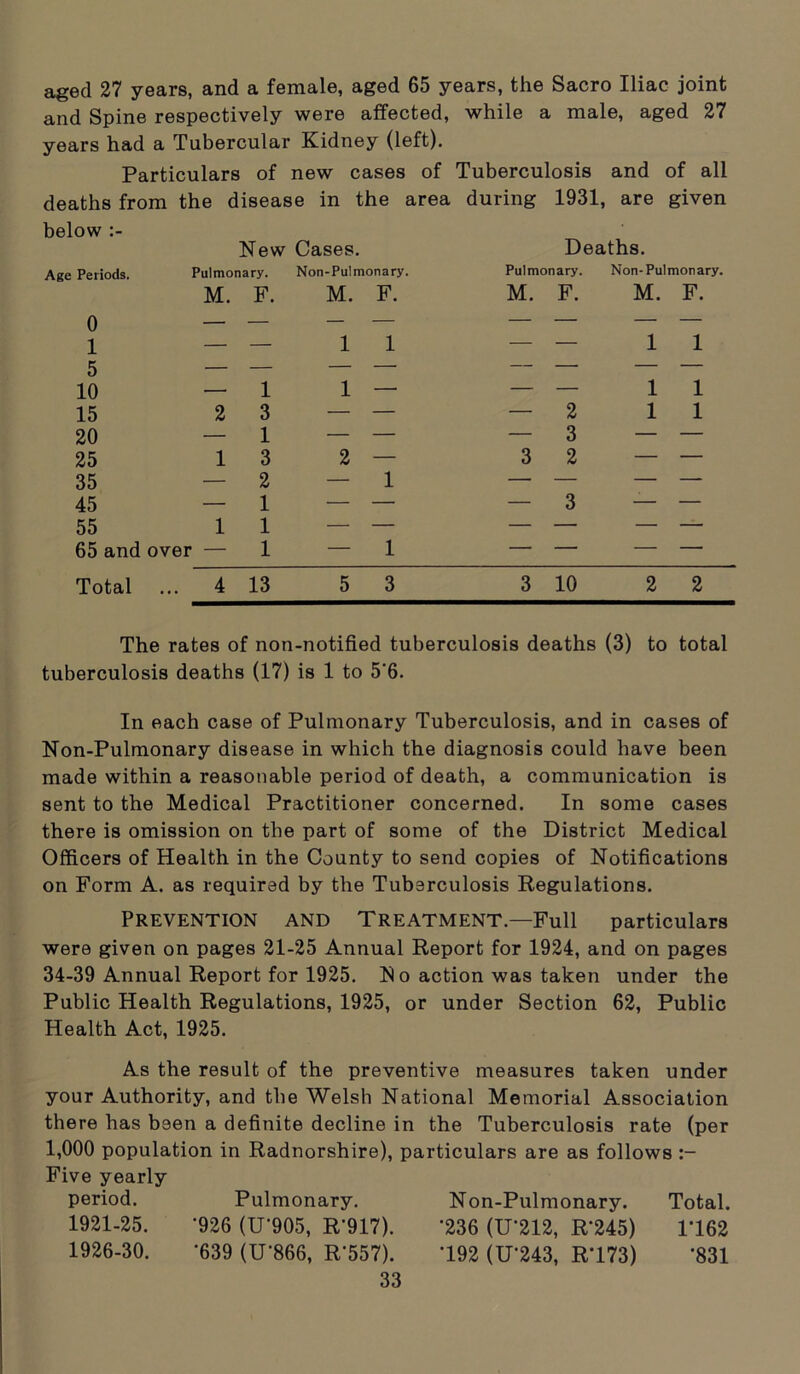 aged 27 years, and a female, aged 65 years, the Sacro Iliac joint
and Spine respectively were affected, while a male, aged 27
years had a Tubercular Kidney (left).
Particulars of new cases of Tuberculosis and of all
deaths from the disease in the area during 1931, are given
below :-
New Cases. Deaths.
Age Periods. Pulmonary. Non-Pulmonary. Pulmonary. Non-Pulmonary.
M. F. M. F. M. F. M. F.
0 — — — — — — — —
1 — — 1 1 — — 1 1
5 — — — — — — — —
10 — 1 1 — — — 1 1
15 2 3 — — — 2 1 1
20 — 1 — — — 3 — —
25 1 3 2 — 3 2 — —
35 — 2 — 1 — — — —
45 — 1 — — — 3 — —
55 1 1 — — — — — —
65 and over — 1 — 1 — — — —
Total ... 4 13 5 3 3 10 2 2
The rates of non-notified tuberculosis deaths (3) to total
tuberculosis deaths (17) is 1 to 5·6.
In each case of Pulmonary Tuberculosis, and in cases of
Non-Pulmonary disease in which the diagnosis could have been
made within a reasonable period of death, a communication is
sent to the Medical Practitioner concerned. In some cases
there is omission on the part of some of the District Medical
Officers of Health in the County to send copies of Notifications
on Form A. as required by the Tuberculosis Regulations.
PREVENTION AND TREATMENT.—Full particulars
were given on pages 21-25 Annual Report for 1924, and on pages
34-39 Annual Report for 1925. No action was taken under the
Public Health Regulations, 1925, or under Section 62, Public
Health Act, 1925.
As the result of the preventive measures taken under
your Authority, and the Welsh National Memorial Association
there has been a definite decline in the Tuberculosis rate (per
1,000 population in Radnorshire), particulars are as follows :-
Five yearly
period. Pulmonary. Non-Pulmonary. Total.
1921-25. ·926 (U·905, R·917). ·236 (U·212, R·245) 1·162
1926-30. ·639 (U·866, R·557). ·192 (U·243, R·173) ·831
33